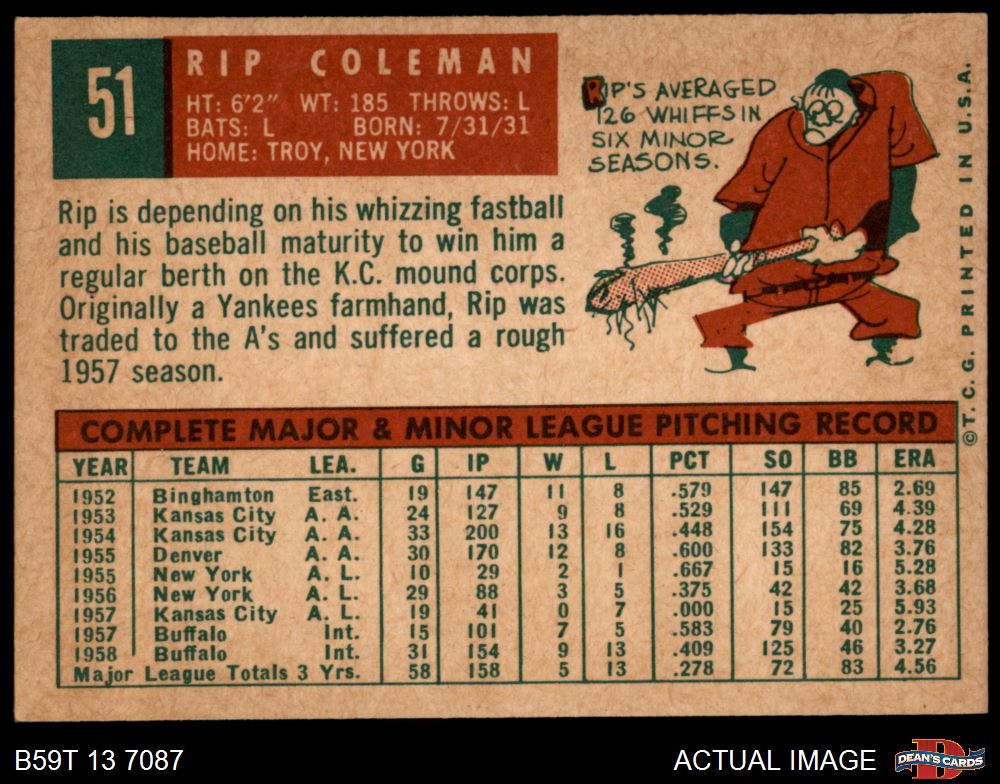 51
RIP COLEMAN
HT: 6'2" WT: 185 THROWS: L
BATS: L BORN: 7/31/31
HOME: TROY, NEW YORK
RIP'S AVERAGED
126 WHIFFS IN
SIX MINOR
SEASONS.
Rip is depending on his whizzing fastball
and his baseball maturity to win him a
regular berth on the K.C. mound corps.
Originally a Yankees farmhand, Rip was
traded to the A's and suffered a rough
1957 season.
©T.C.G. PRINTED IN U.S.A.
COMPLETE MAJOR & MINOR LEAGUE PITCHING RECORD
YEAR TEAM LEA. G IP W L PCT SO BB ERA
1952 Binghamton East. 19 147 11 8 .579 147 85 2.69
1953 Kansas City A. A. 24 127 9 8 .529 111 69 4.39
1954 Kansas City A. A. 33 200 13 16 .448 154 75 4.28
1955 Denver A. A. 30 170 12 8 .600 133 82 3.76
1955 New York A. L. 10 29 2 1 .667 15 16 5.28
1956 New York A. L. 29 88 3 5 .375 42 42 3.68
1957 Kansas City A. L. 19 41 0 7 .000 15 25 5.93
1957 Buffalo Int. 15 101 7 5 .583 79 40 2.76
1958 Buffalo Int. 31 154 9 13 .409 125 46 3.27
Major League Totals 3 Yrs. 58 158 5 13 .278 72 83 4.56
B59T 13 7087
ACTUAL IMAGE
D
DEAN'S CARDS